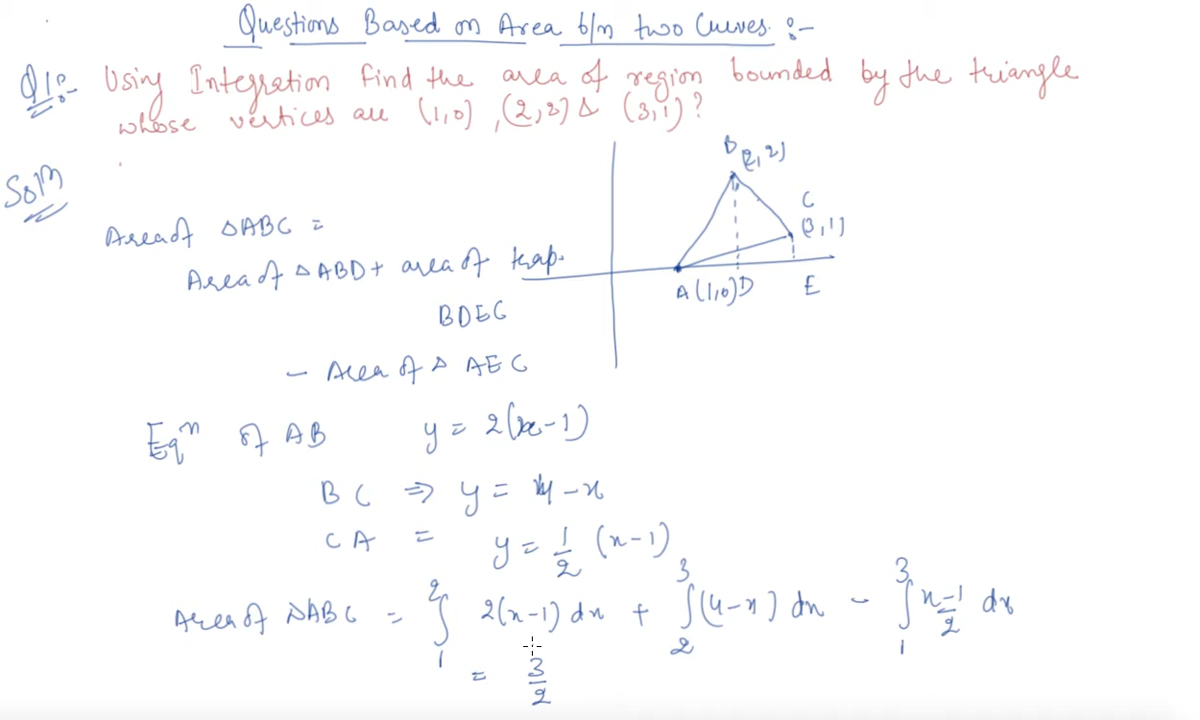 Questions Based on Area b/n two Curves :-
Q1:- Using Integration find the area of region bounded by the triangle
whose vertices are (1,0), (2,2) & (3,1)?
Soln
B (2,2)
C
(3,1)
A (1,0) D E
Area of △ABC =
Area of △ABD + area of trap.
BDEC
- Area of △ AEC
Eqn of AB y = 2(x-1)
BC ⇒ y = 4-x
CA = y = 1/2 (x-1)
Area of △ABC = ∫₁² 2(x-1) dx + ∫₂³ (4-x) dx - ∫₁³ x-1/2 dx
= 3/2